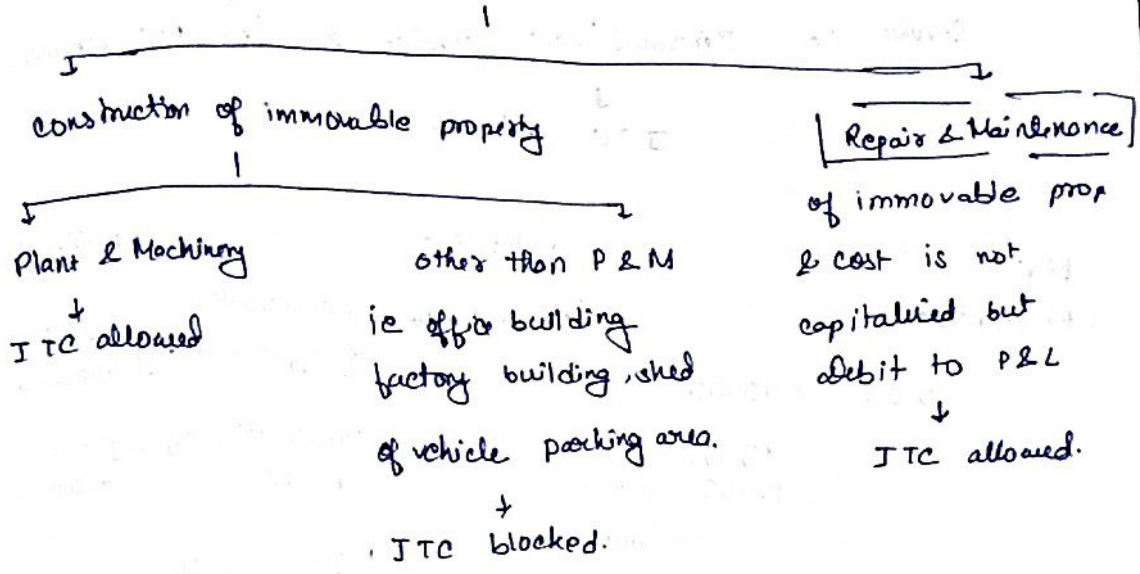 construction of immovable property
Plant & Machinery
↓
ITC allowed
other than P & M
ie office building
factory building, shed
of vehicle parking area.
↓
ITC blocked.
Repair & Maintenance
of immovable prop
& cost is not
capitalised but
debit to P&L
↓
ITC allowed.